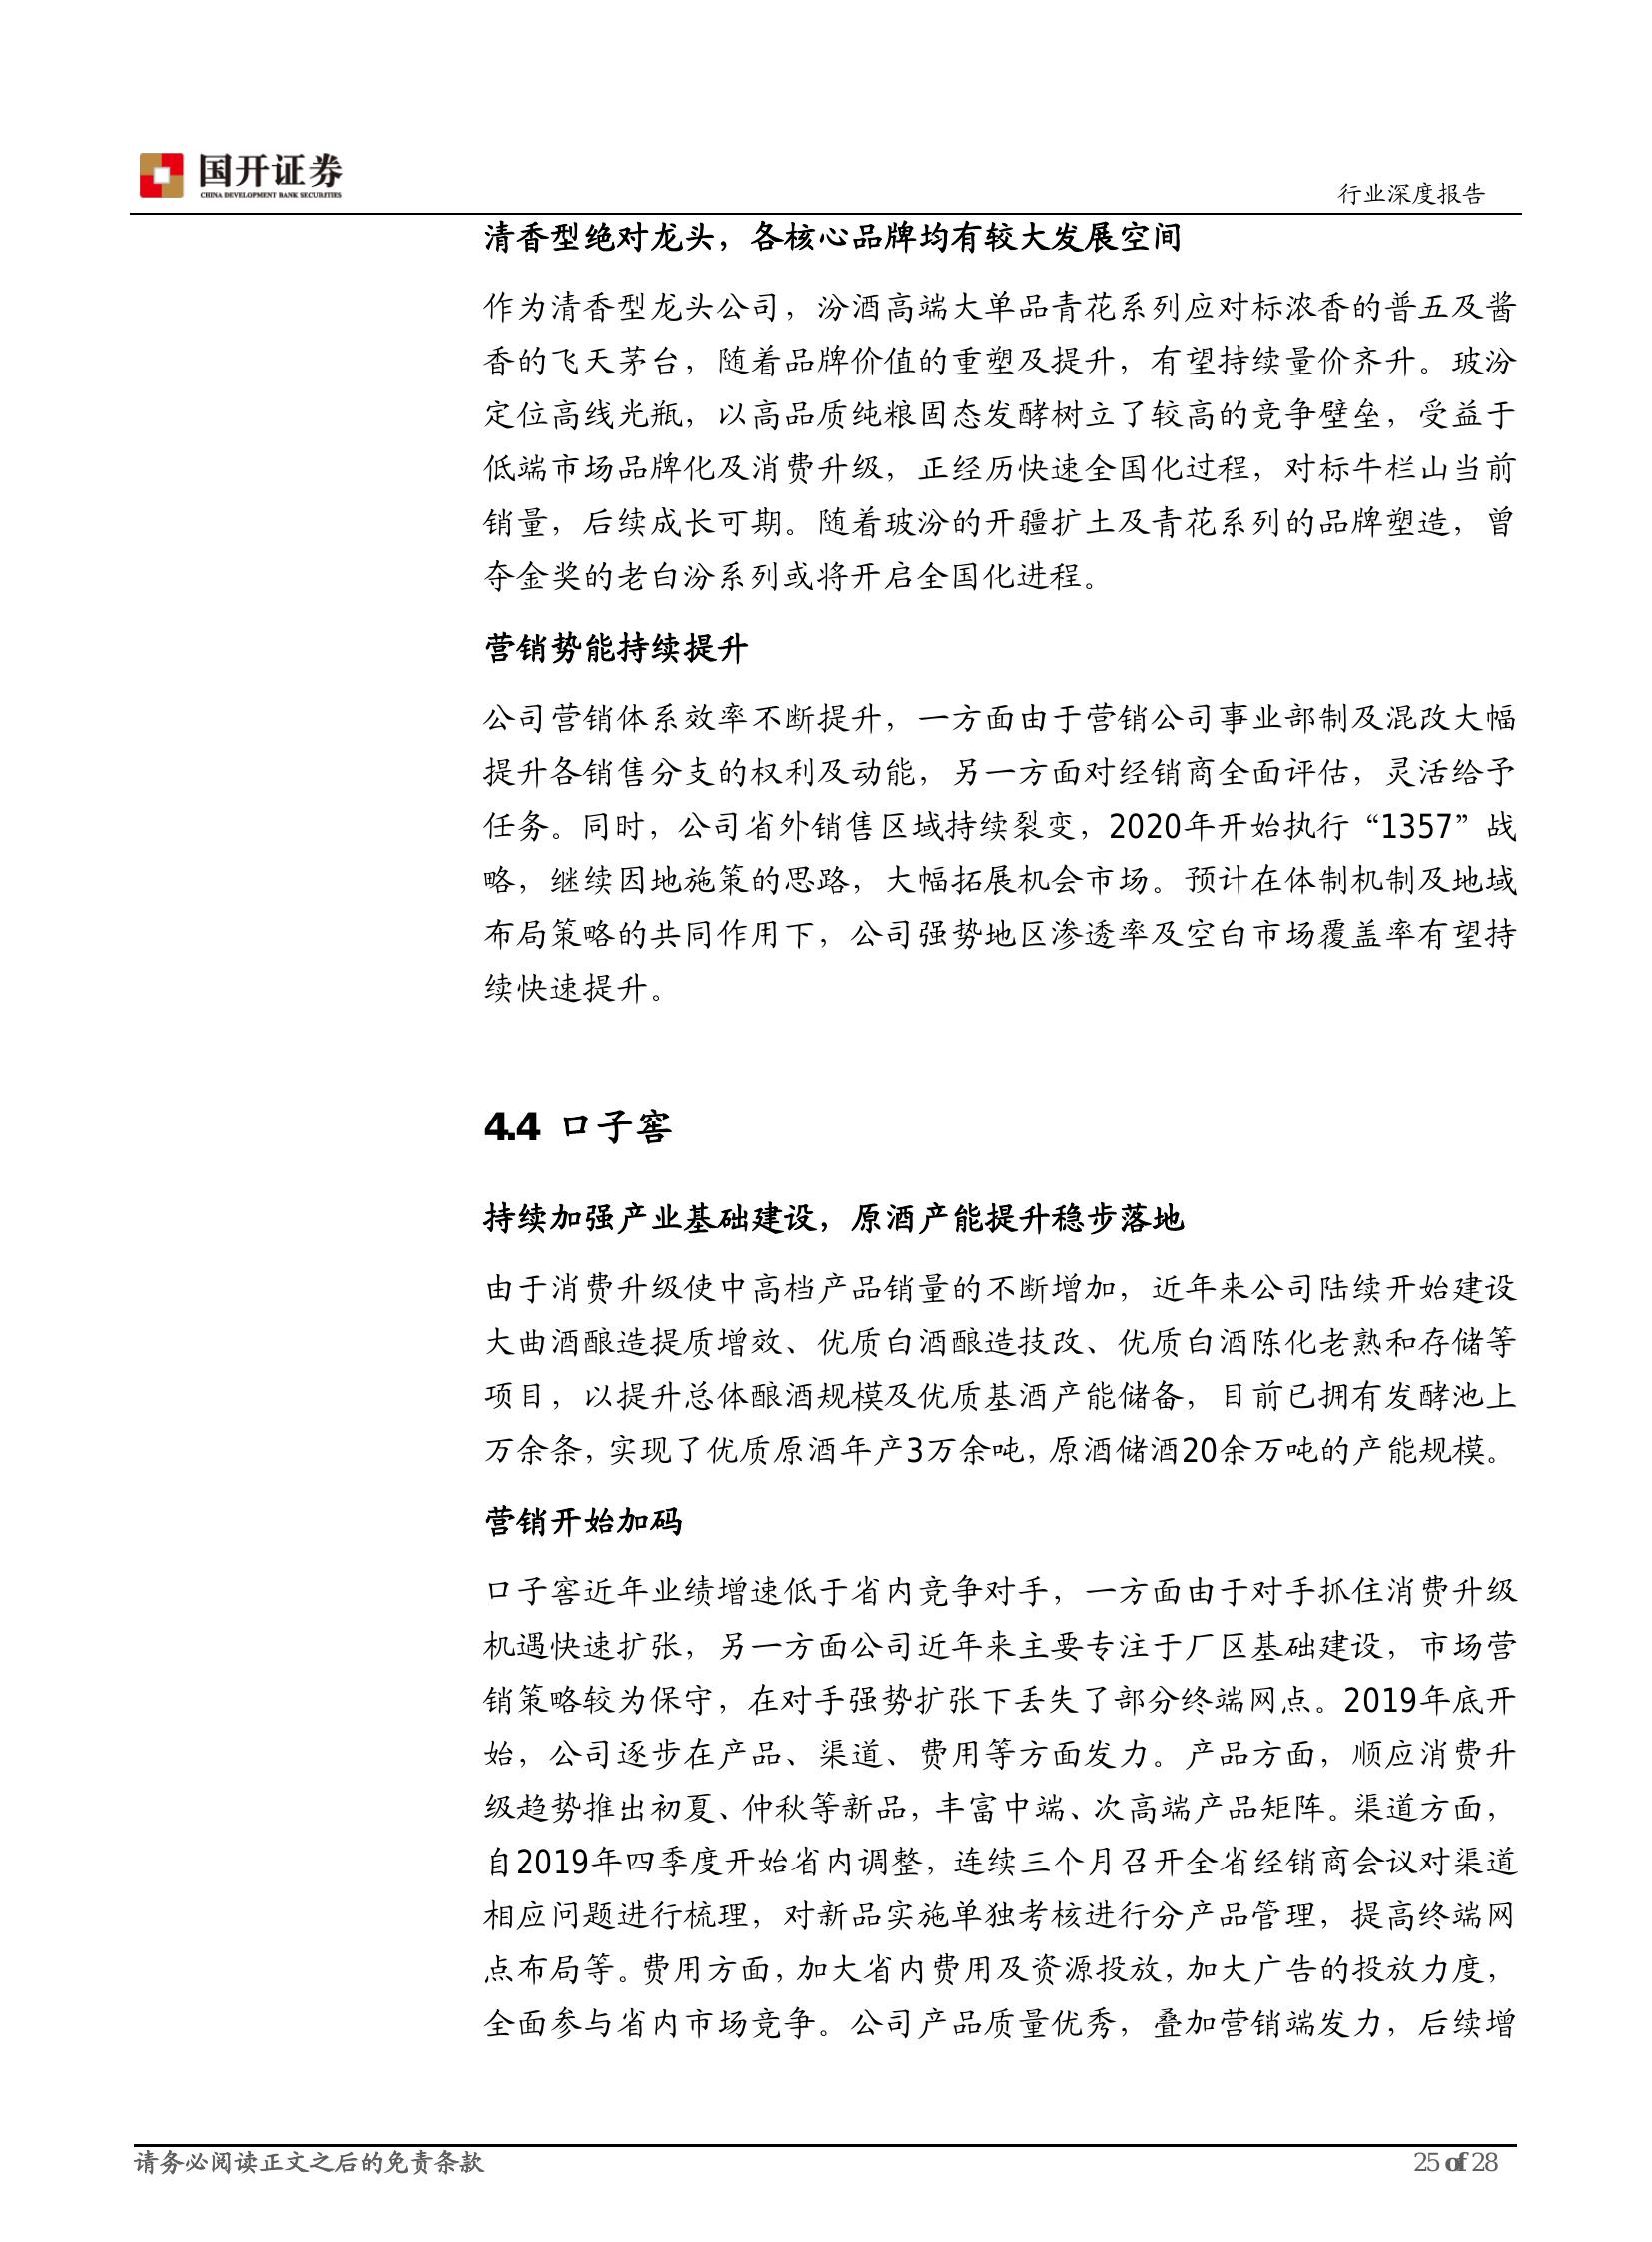 国开证券
CHINA DEVELOPMENT BANK SECURITIES
行业深度报告
清香型绝对龙头，各核心品牌均有较大发展空间
作为清香型龙头公司，汾酒高端大单品青花系列应对标浓香的普五及酱
香的飞天茅台，随着品牌价值的重塑及提升，有望持续量价齐升。玻汾
定位高线光瓶，以高品质纯粮固态发酵树立了较高的竞争壁垒，受益于
低端市场品牌化及消费升级，正经历快速全国化过程，对标牛栏山当前
销量，后续成长可期。随着玻汾的开疆扩土及青花系列的品牌塑造，曾
夺金奖的老白汾系列或将开启全国化进程。
营销势能持续提升
公司营销体系效率不断提升，一方面由于营销公司事业部制及混改大幅
提升各销售分支的权利及动能，另一方面对经销商全面评估，灵活给予
任务。同时，公司省外销售区域持续裂变，2020年开始执行“1357”战
略，继续因地施策的思路，大幅拓展机会市场。预计在体制机制及地域
布局策略的共同作用下，公司强势地区渗透率及空白市场覆盖率有望持
续快速提升。
4.4 口子窖
持续加强产业基础建设，原酒产能提升稳步落地
由于消费升级使中高档产品销量的不断增加，近年来公司陆续开始建设
大曲酒酿造提质增效、优质白酒酿造技改、优质白酒陈化老熟和存储等
项目，以提升总体酿酒规模及优质基酒产能储备，目前已拥有发酵池上
万余条，实现了优质原酒年产3万余吨，原酒储酒20余万吨的产能规模。
营销开始加码
口子窖近年业绩增速低于省内竞争对手，一方面由于对手抓住消费升级
机遇快速扩张，另一方面公司近年来主要专注于厂区基础建设，市场营
销策略较为保守，在对手强势扩张下丢失了部分终端网点。2019年底开
始，公司逐步在产品、渠道、费用等方面发力。产品方面，顺应消费升
级趋势推出初夏、仲秋等新品，丰富中端、次高端产品矩阵。渠道方面，
自2019年四季度开始省内调整，连续三个月召开全省经销商会议对渠道
相应问题进行梳理，对新品实施单独考核进行分产品管理，提高终端网
点布局等。费用方面，加大省内费用及资源投放，加大广告的投放力度，
全面参与省内市场竞争。公司产品质量优秀，叠加营销端发力，后续增
请务必阅读正文之后的免责条款
25 of 28